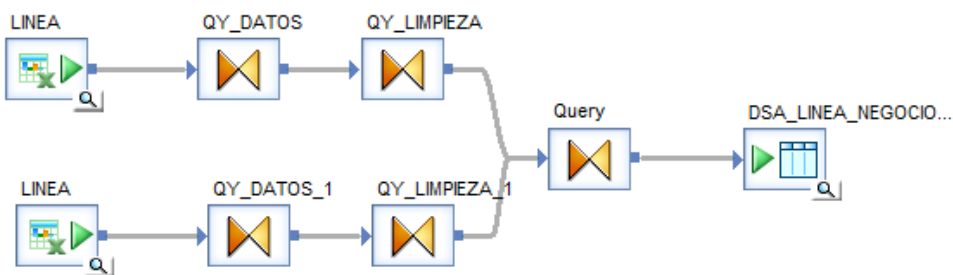 LINEA QY_DATOS QY_LIMPIEZA
Query DSA_LINEA_NEGOCIO...
LINEA QY_DATOS_1 QY_LIMPIEZA_1